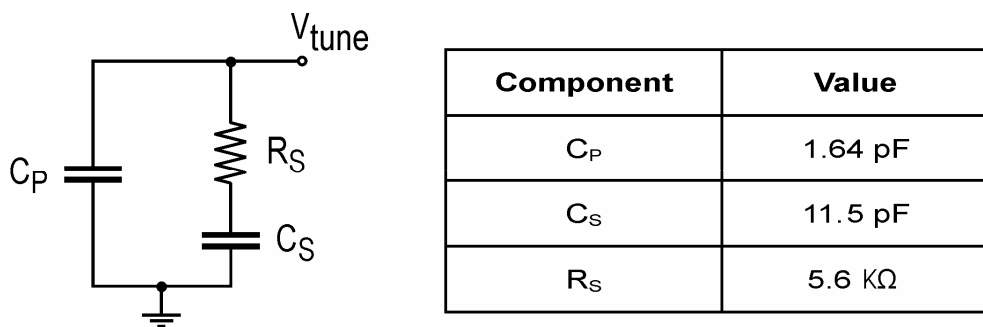 Vtune
CP
RS
CS
Component Value
CP 1.64 pF
CS 11.5 pF
RS 5.6 KΩ